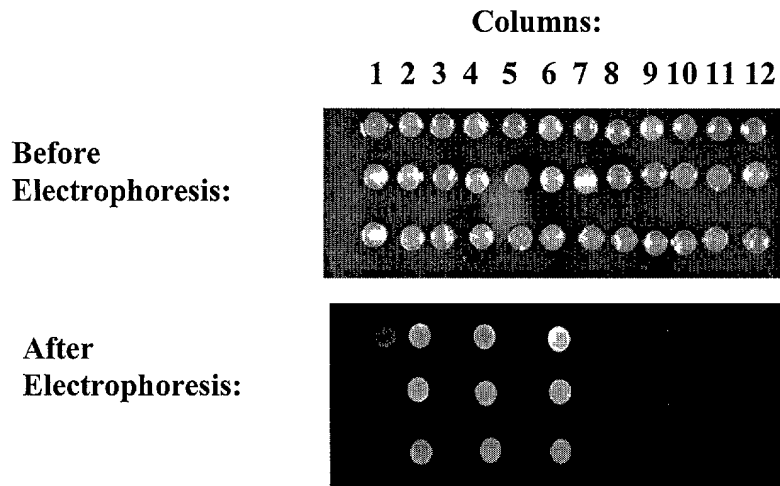 Columns:
1 2 3 4 5 6 7 8 9 10 11 12
Before
Electrophoresis:
After
Electrophoresis: